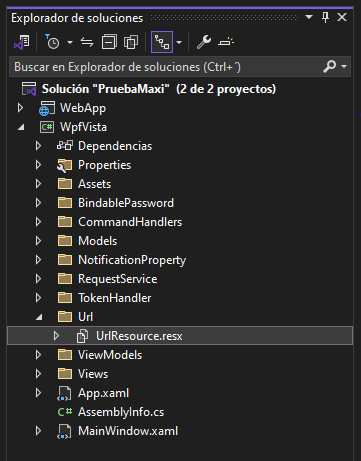 Explorador de soluciones
Buscar en Explorador de soluciones (Ctrl+´)
Solución "PruebaMaxi" (2 de 2 proyectos)
WebApp
C# WpfVista
Dependencias
Properties
Assets
BindablePassword
CommandHandlers
Models
NotificationProperty
RequestService
TokenHandler
Url
UrlResource.resx
ViewModels
Views
App.xaml
C# AssemblyInfo.cs
MainWindow.xaml